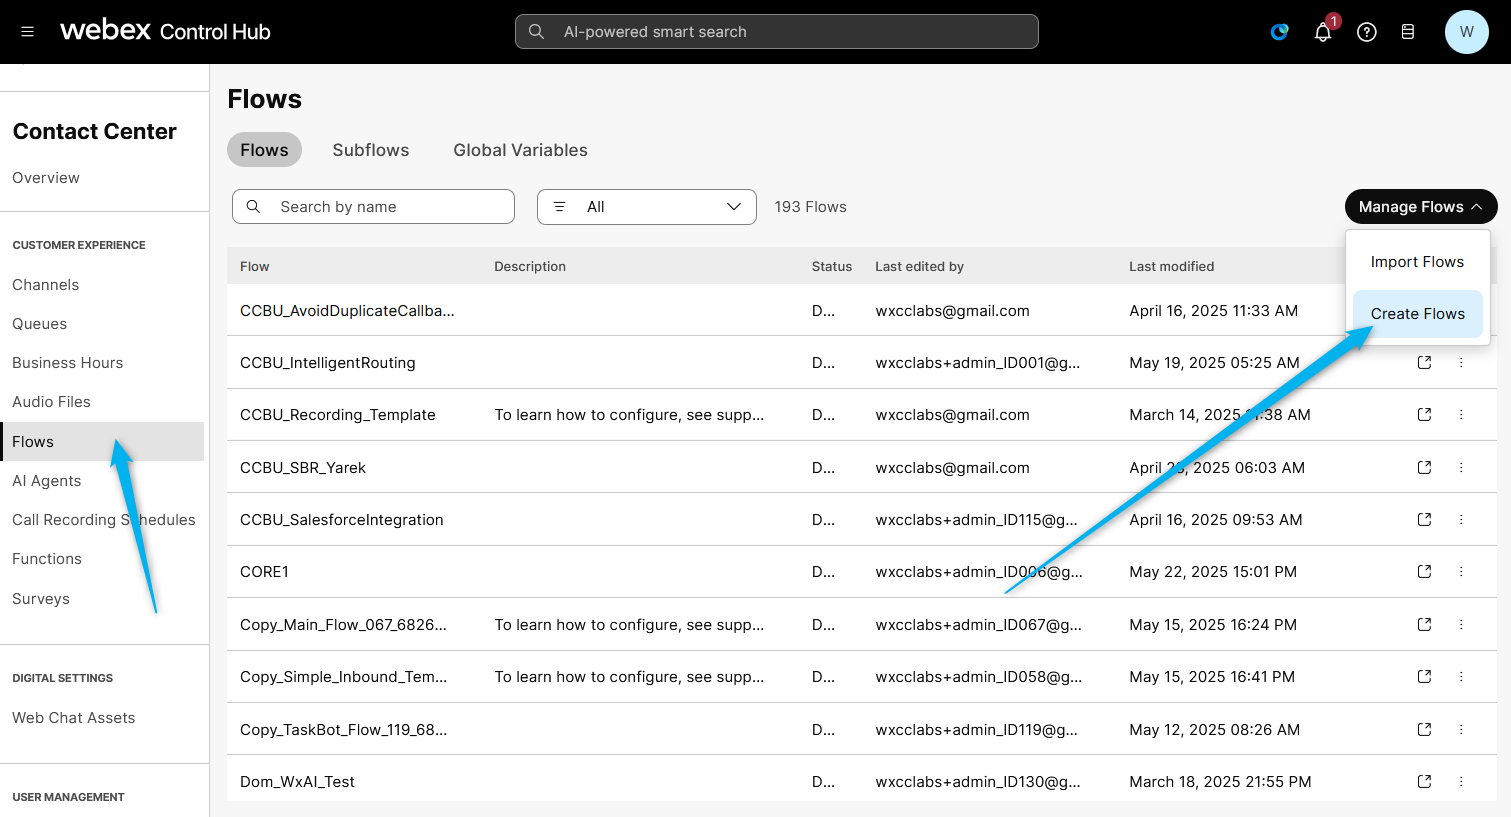 webex Control Hub
AI-powered smart search
1
W
Contact Center
Overview
CUSTOMER EXPERIENCE
Channels
Queues
Business Hours
Audio Files
Flows
AI Agents
Call Recording Schedules
Functions
Surveys
DIGITAL SETTINGS
Web Chat Assets
USER MANAGEMENT
Flows
Flows Subflows Global Variables
Search by name All 193 Flows Manage Flows
Import Flows
Create Flows
Flow Description Status Last edited by Last modified
CCBU_AvoidDuplicateCallba... D... wxcclabs@gmail.com April 16, 2025 11:33 AM
CCBU_IntelligentRouting D... wxcclabs+admin_ID001@g... May 19, 2025 05:25 AM
CCBU_Recording_Template To learn how to configure, see supp... D... wxcclabs@gmail.com March 14, 2025 11:38 AM
CCBU_SBR_Yarek D... wxcclabs@gmail.com April 2025 06:03 AM
CCBU_SalesforceIntegration D... wxcclabs+admin_ID115@g... April 16, 2025 09:53 AM
CORE1 D... wxcclabs+admin_ID006@g... May 22, 2025 15:01 PM
Copy_Main_Flow_067_6826... To learn how to configure, see supp... D... wxcclabs+admin_ID067@g... May 15, 2025 16:24 PM
Copy_Simple_Inbound_Tem... To learn how to configure, see supp... D... wxcclabs+admin_ID058@g... May 15, 2025 16:41 PM
Copy_TaskBot_Flow_119_68... D... wxcclabs+admin_ID119@g... May 12, 2025 08:26 AM
Dom_WxAI_Test D... wxcclabs+admin_ID130@g... March 18, 2025 21:55 PM